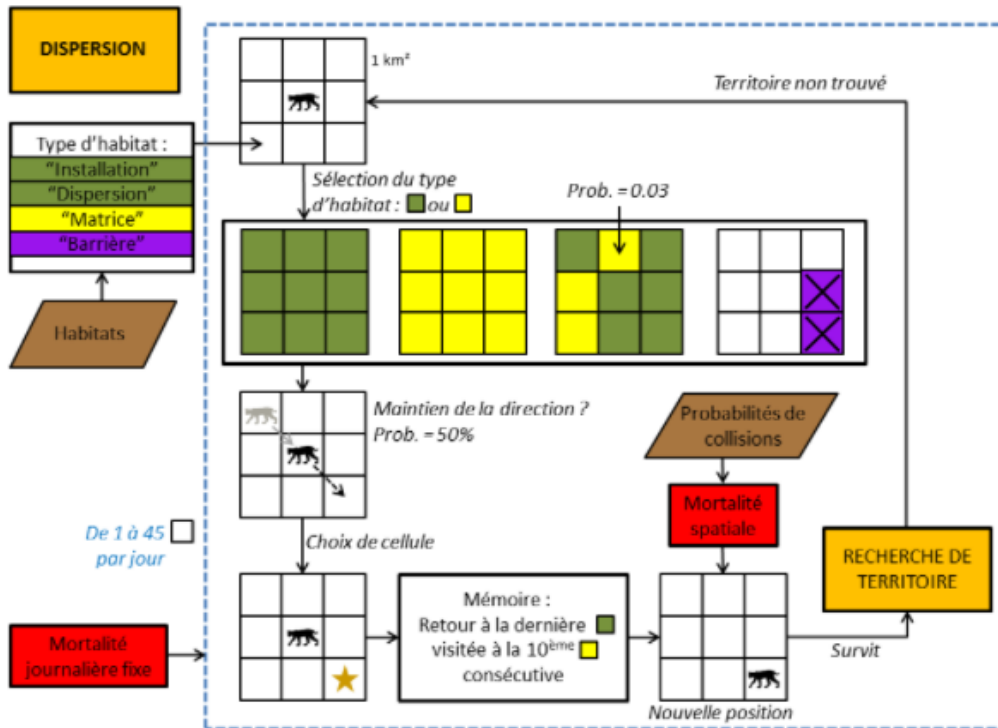 DISPERSION
1 km²
Territoire non trouvé
Type d'habitat :
"Installation"
"Dispersion"
"Matrice"
"Barrière"
Habitats
Sélection du type
d'habitat : ou
Prob. = 0.03
Maintien de la direction ?
Prob. = 50%
Probabilités de
collisions
Mortalité
spatiale
De 1 à 45
par jour
Choix de cellule
RECHERCHE DE
TERRITOIRE
Mémoire :
Retour à la dernière
visitée à la 10ème
consécutive
Mortalité
journalière fixe
Survit
Nouvelle position